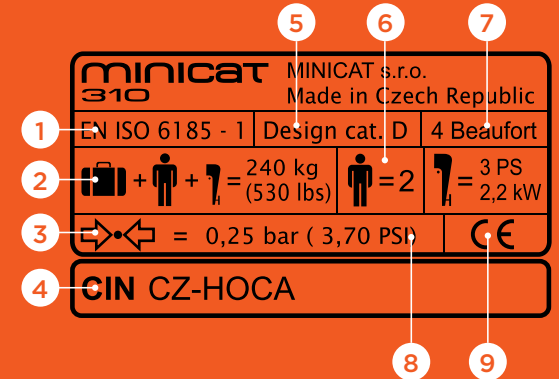 5 6 7
minicat MINICAT s.r.o.
310 Made in Czech Republic
1 EN ISO 6185 - 1 Design cat. D 4 Beaufort
2 + + = 240 kg (530 lbs) = 2 = 3 PS 2,2 kW
3 = 0,25 bar ( 3,70 PSI) CE
4 CIN CZ-HOCA
8 9